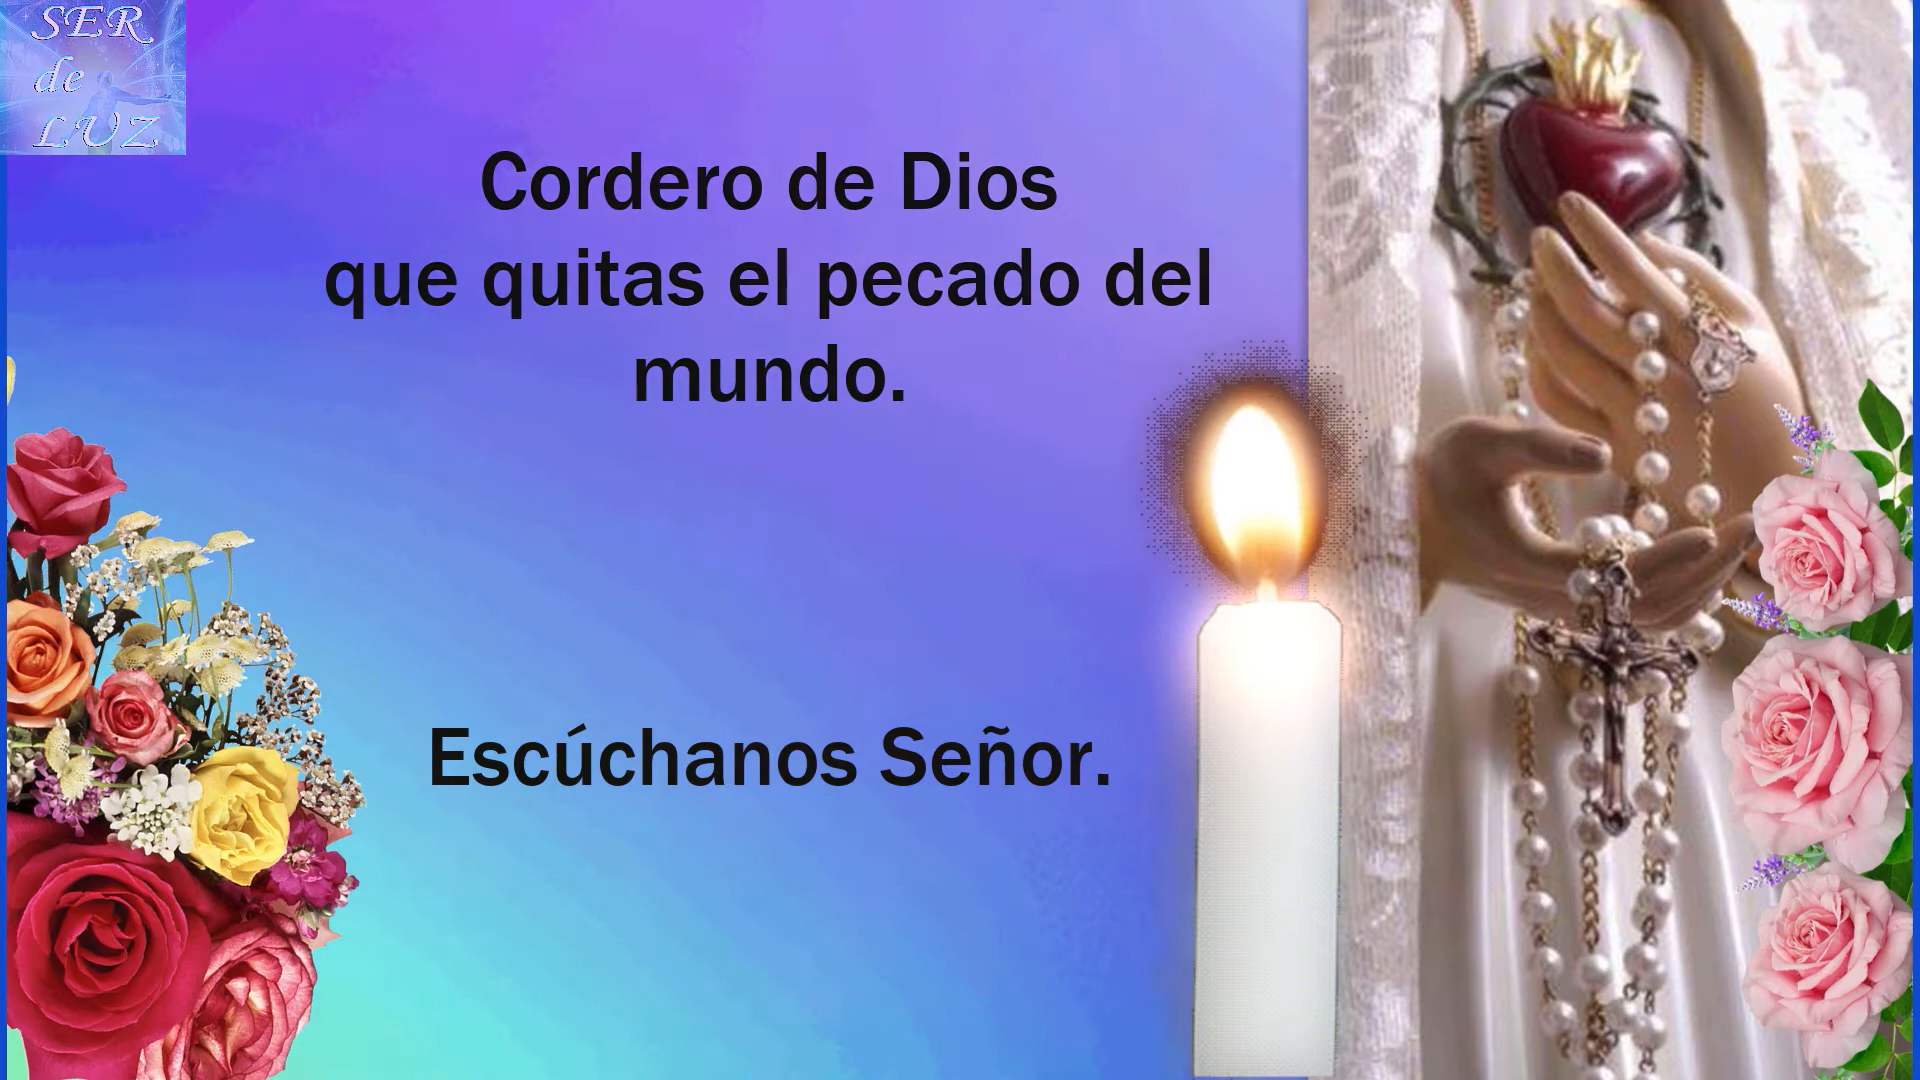 SER
de
LUZ
Cordero de Dios
que quitas el pecado del
mundo.
Escúchanos Señor.